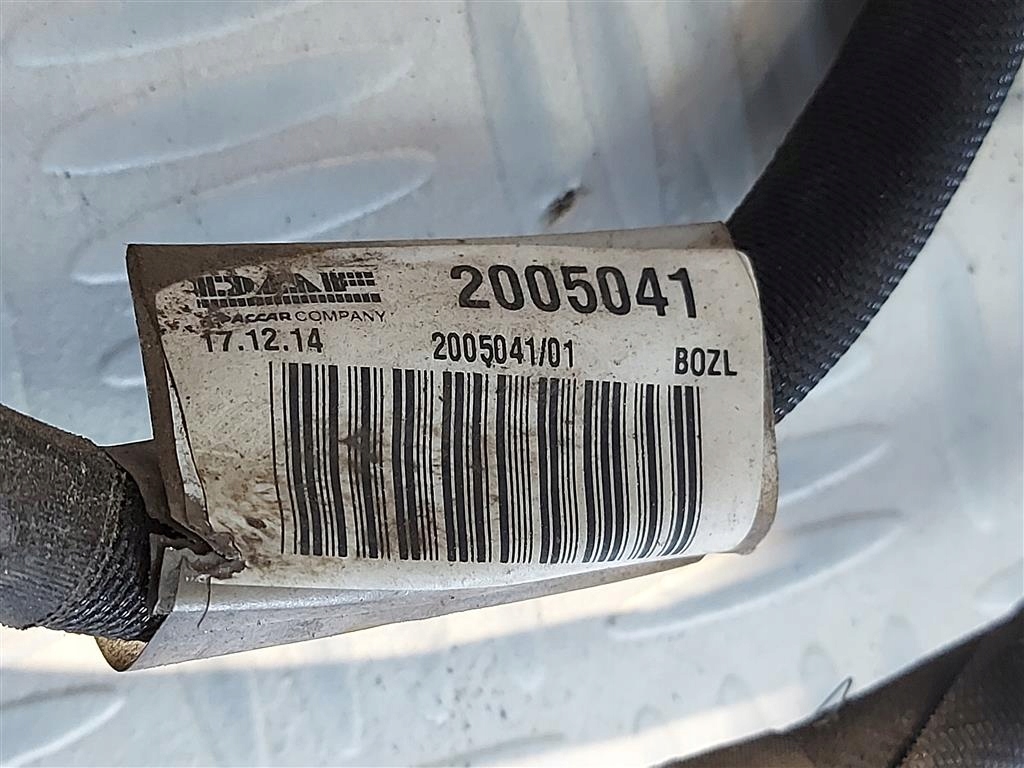 DAF 2005041
PACCAR COMPANY
17.12.14 2005041/01 BOZL